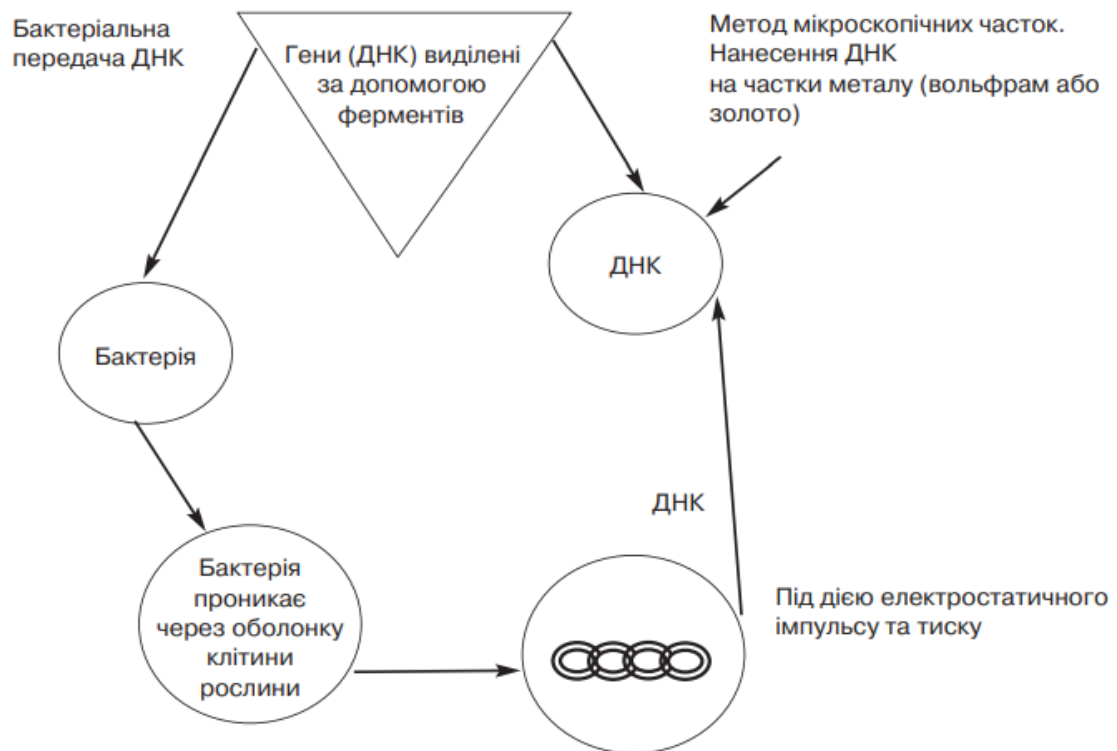 Бактеріальна
передача ДНК
Гени (ДНК) виділені
за допомогою
ферментів
Метод мікроскопічних часток.
Нанесення ДНК
на частки металу (вольфрам або
золото)
ДНК
Бактерія
ДНК
Бактерія
проникає
через оболонку
клітини
рослини
Під дією електростатичного
імпульсу та тиску